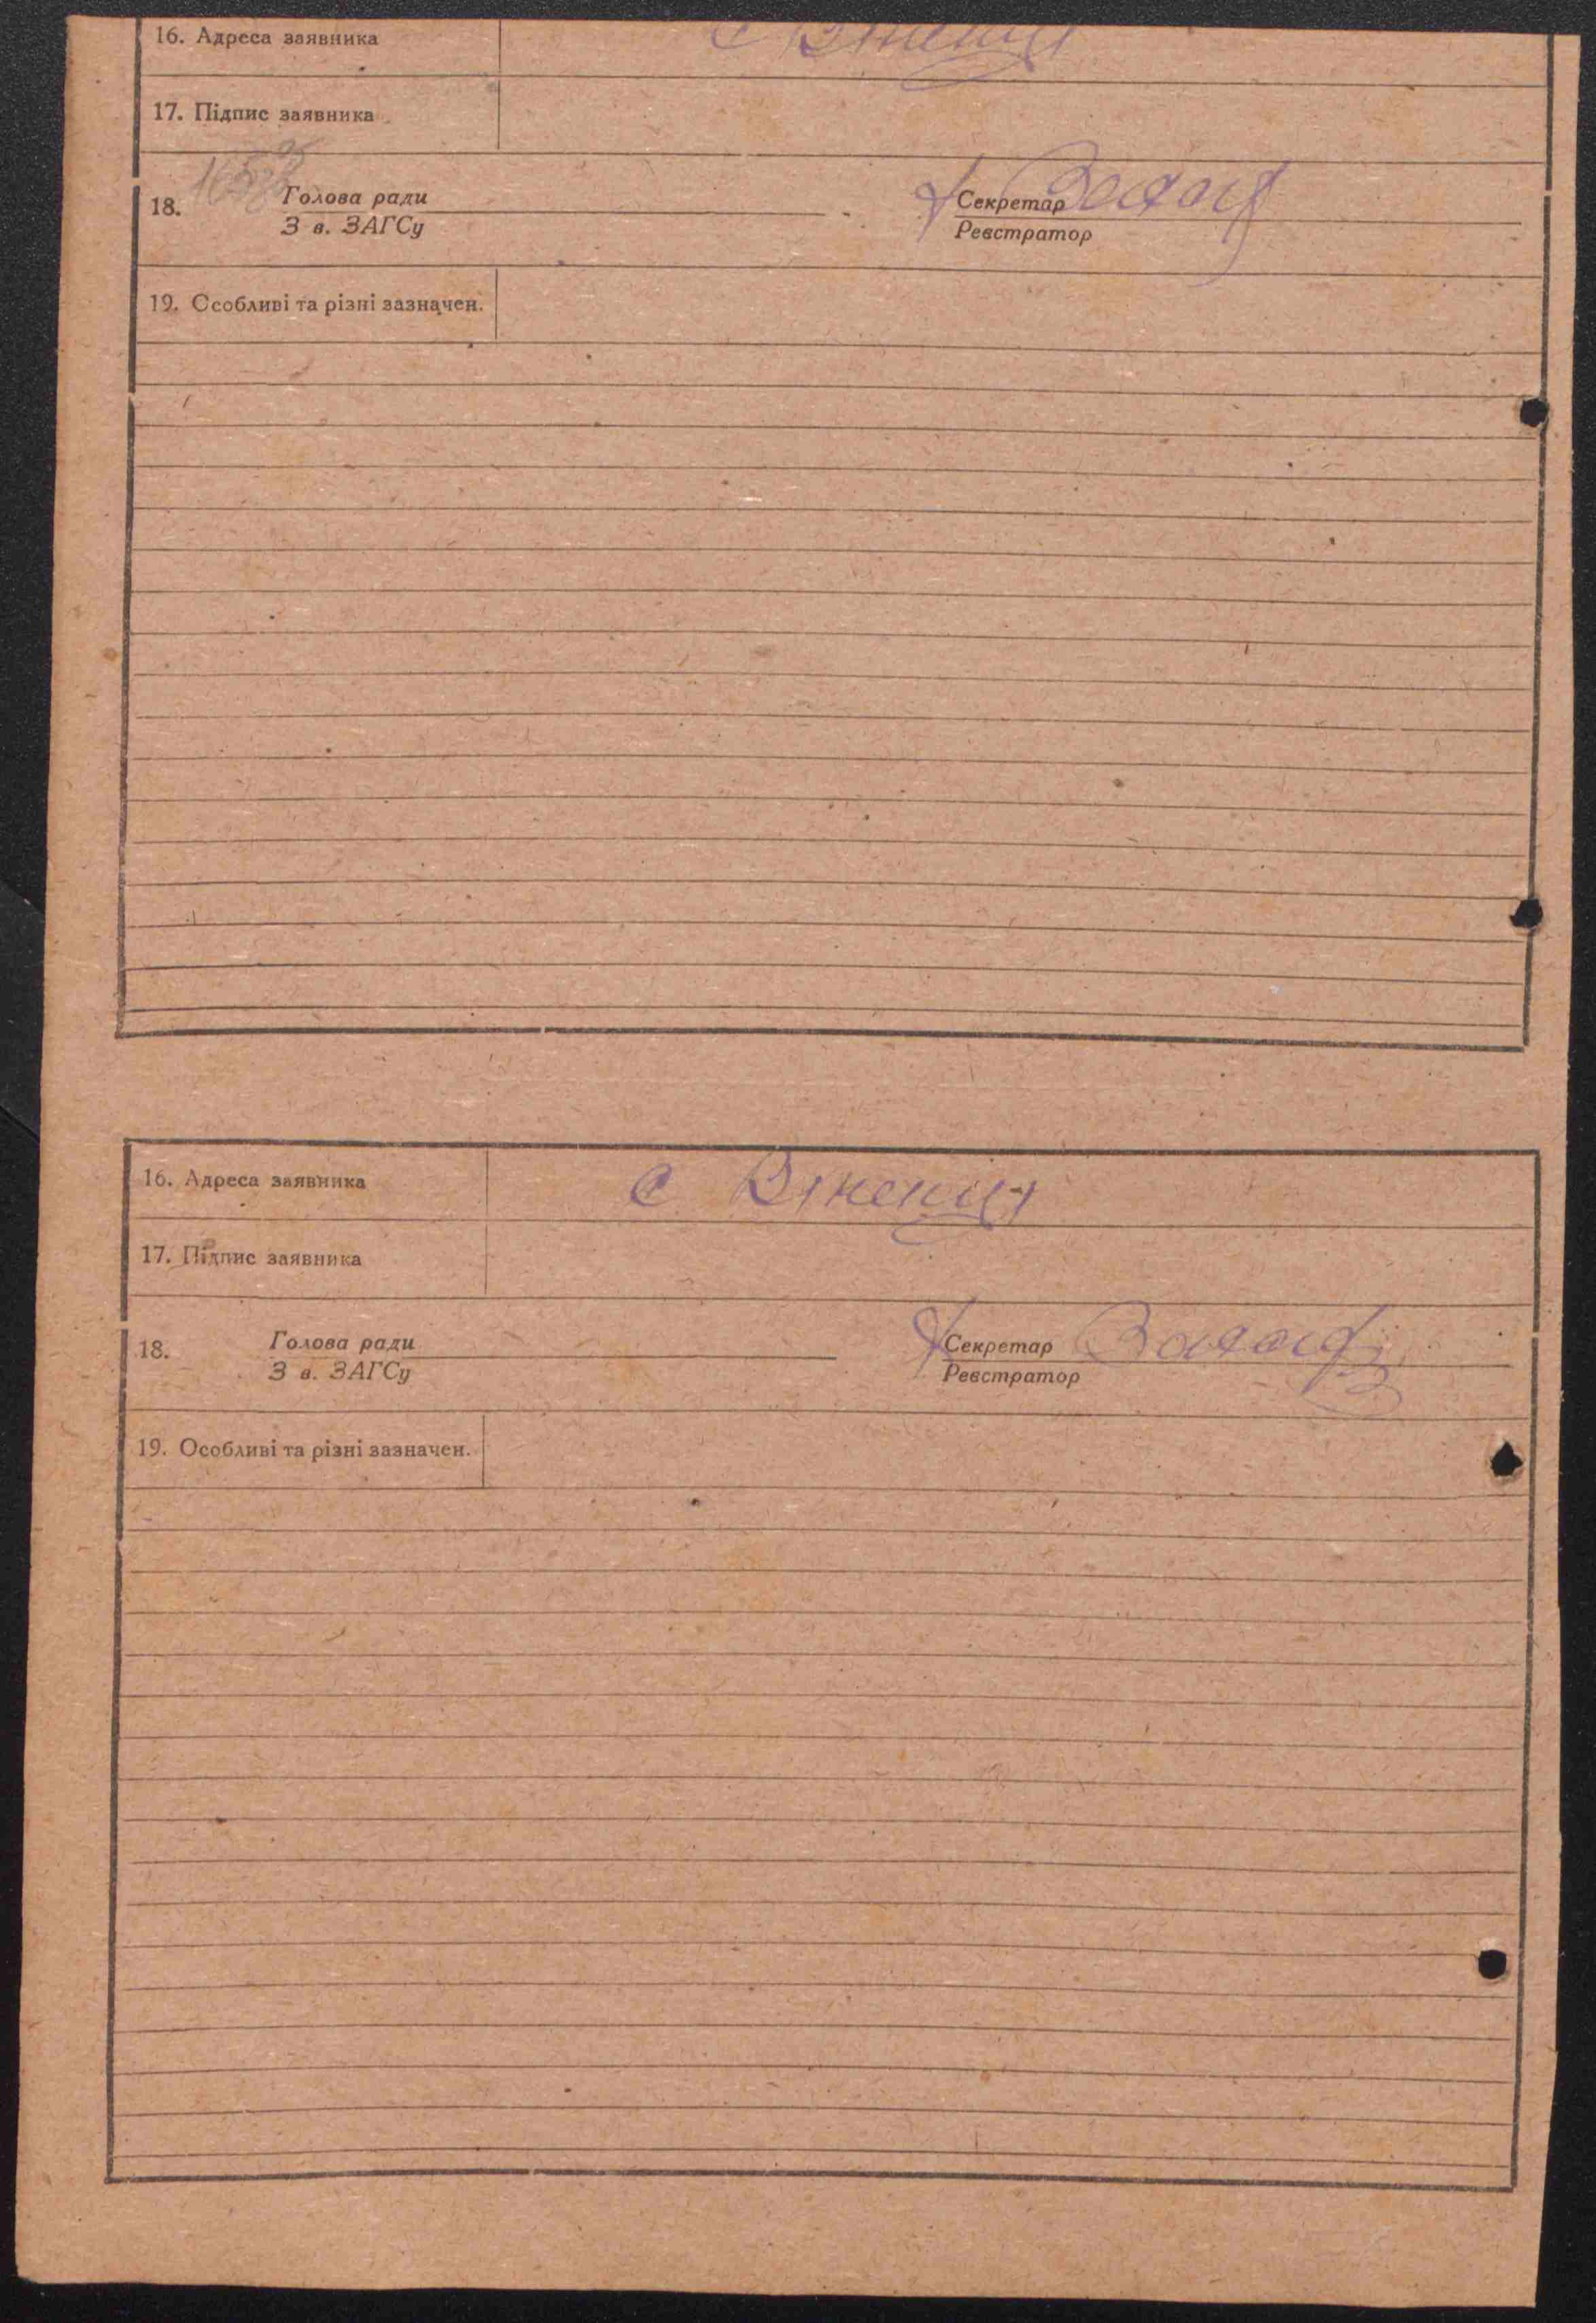 16. Адреса заявника
17. Підпис заявника
18. Голова ради Секретар
З в. ЗАГСу Реєстратор
19. Особливі та різні зазначен.
16. Адреса заявника с
17. Підпис заявника
18. Голова ради Секретар
З в. ЗАГСу Реєстратор
19. Особливі та різні зазначен.